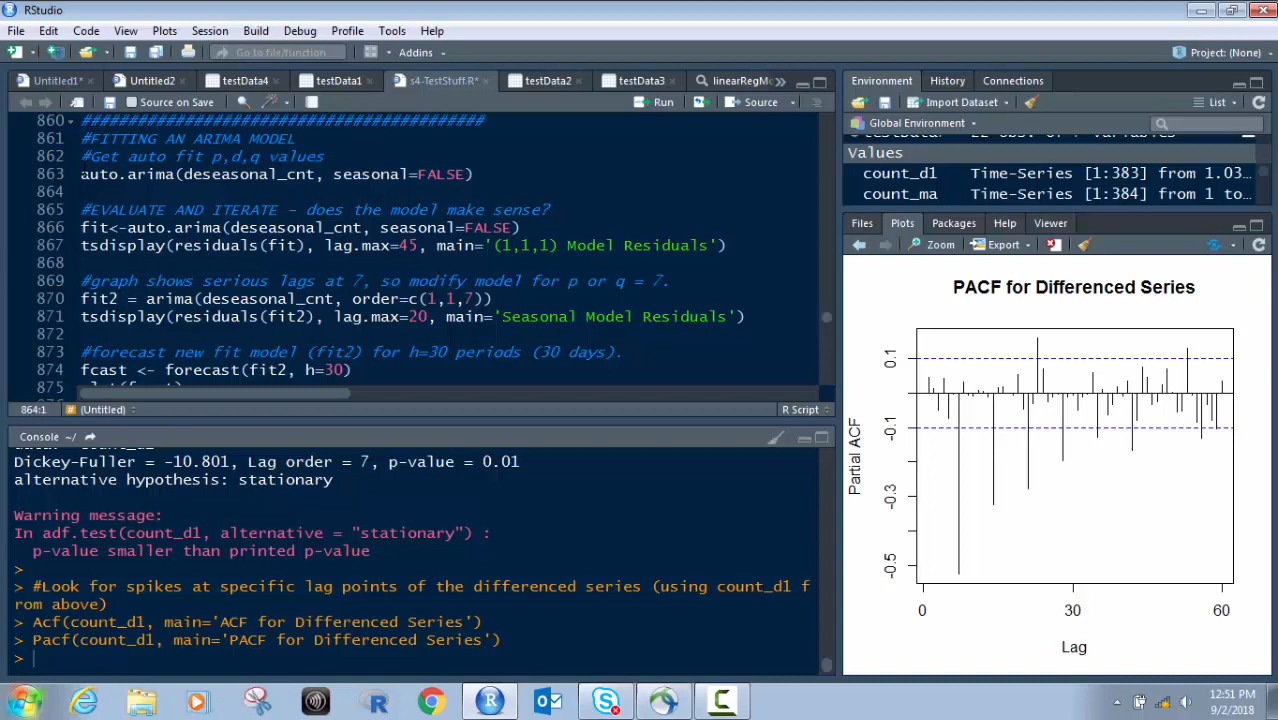 RStudio
File Edit Code View Plots Session Build Debug Profile Tools Help
Go to file/function Addins Project: (None)
Untitled1* Untitled2 testData4 testData1 s4-TestStuff.R* testData2 testData3 linearRegMo
Source on Save Run Source
860 ###########################################
861 #FITTING AN ARIMA MODEL
862 #Get auto fit p,d,q values
863 auto.arima(deseasonal_cnt, seasonal=FALSE)
864
865 #EVALUATE AND ITERATE - does the model make sense?
866 fit<-auto.arima(deseasonal_cnt, seasonal=FALSE)
867 tsdisplay(residuals(fit), lag.max=45, main='(1,1,1) Model Residuals')
868
869 #graph shows serious lags at 7, so modify model for p or q = 7.
870 fit2 = arima(deseasonal_cnt, order=c(1,1,7))
871 tsdisplay(residuals(fit2), lag.max=20, main='Seasonal Model Residuals')
872
873 #forecast new fit model (fit2) for h=30 periods (30 days).
874 fcast <- forecast(fit2, h=30)
875
864:1 (Untitled) R Script
Console ~/
Dickey-Fuller = -10.801, Lag order = 7, p-value = 0.01
alternative hypothesis: stationary
Warning message:
In adf.test(count_d1, alternative = "stationary") :
p-value smaller than printed p-value
>
> #Look for spikes at specific lag points of the differenced series (using count_d1 f
rom above)
> Acf(count_d1, main='ACF for Differenced Series')
> Pacf(count_d1, main='PACF for Differenced Series')
>
Environment History Connections
Import Dataset List
Global Environment
Values
count_d1 Time-Series [1:383] from 1.03…
count_ma Time-Series [1:384] from 1 to…
Files Plots Packages Help Viewer
Zoom Export
PACF for Differenced Series
Partial ACF
0.1
-0.1
-0.3
-0.5
0 30 60
Lag
12:51 PM
9/2/2018